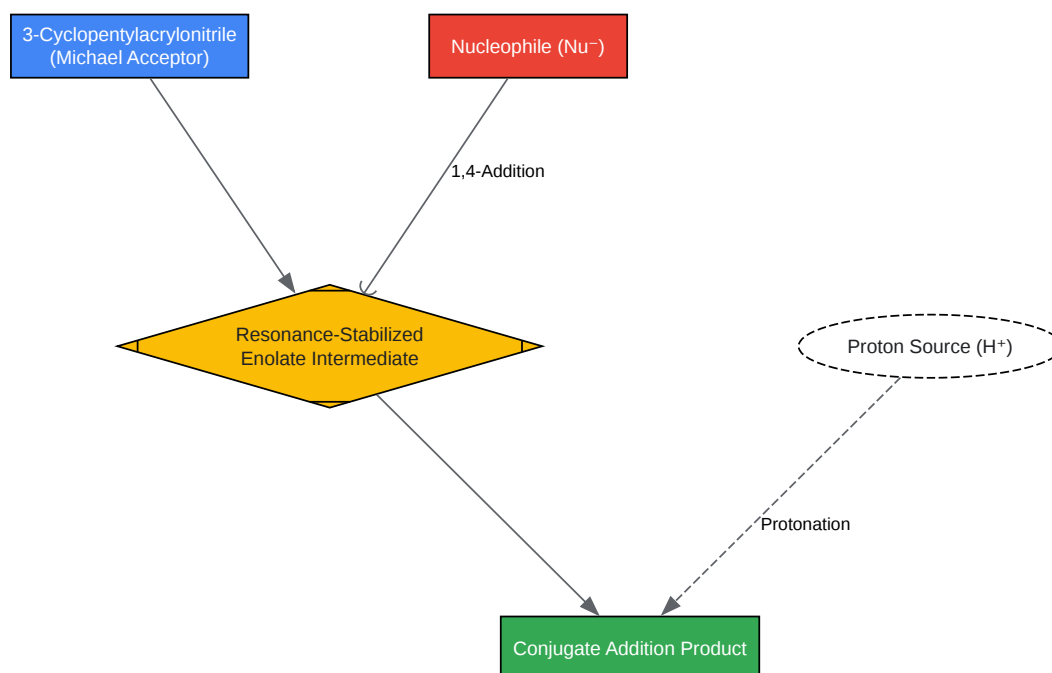 3-Cyclopentylacrylonitrile
(Michael Acceptor)
Nucleophile (Nu⁻)
1,4-Addition
Resonance-Stabilized
Enolate Intermediate
Proton Source (H⁺)
Protonation
Conjugate Addition Product